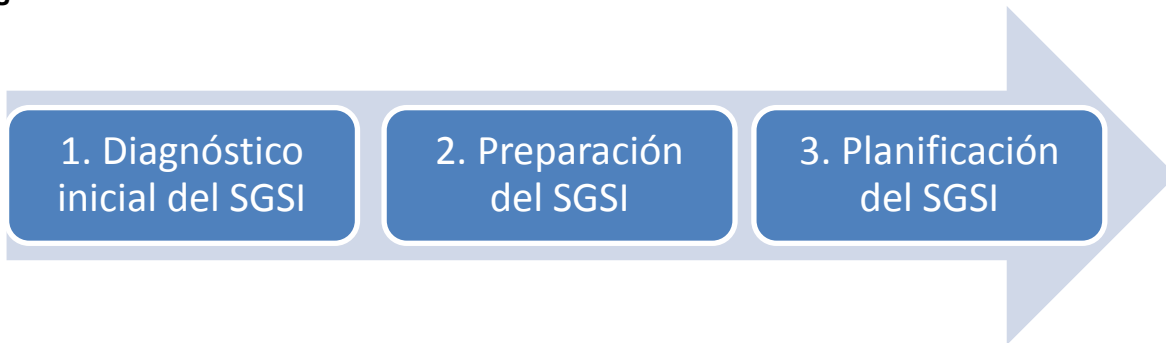 1. Diagnóstico
inicial del SGSI
2. Preparación
del SGSI
3. Planificación
del SGSI